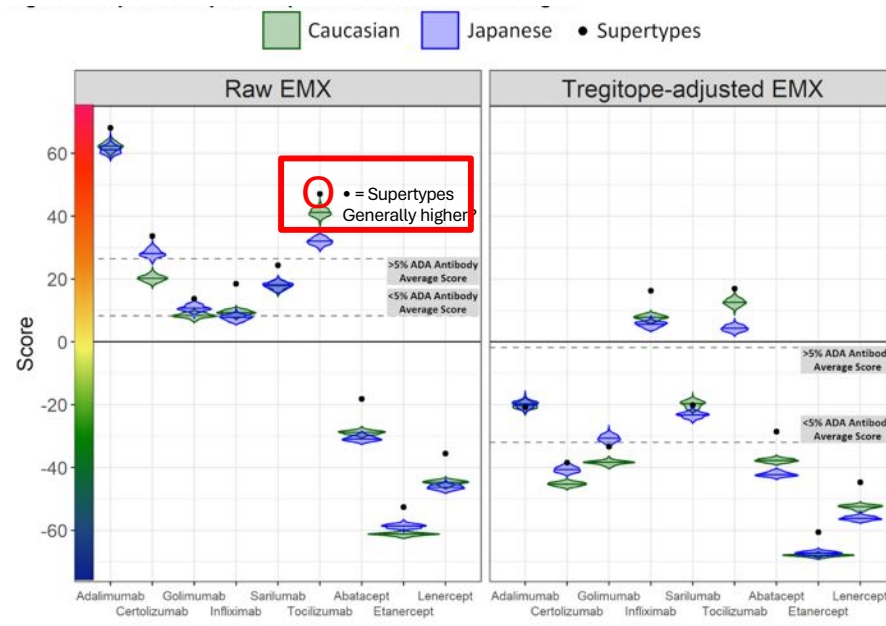 Caucasian Japanese Supertypes
Raw EMX
Tregitope-adjusted EMX
Score
60
40
20
0
-20
-40
-60
• = Supertypes
Generally higher?
>5% ADA Antibody
Average Score
<5% ADA Antibody
Average Score
>5% ADA Antibod
Average Score
<5% ADA Antibod
Average Score
Adalimumab Golimumab Sarilumab Abatacept Lenercept
Certolizumab Infliximab Tocilizumab Etanercept
Adalimumab Golimumab Sarilumab Abatacept Lenercept
Certolizumab Infliximab Tocilizumab Etanercept